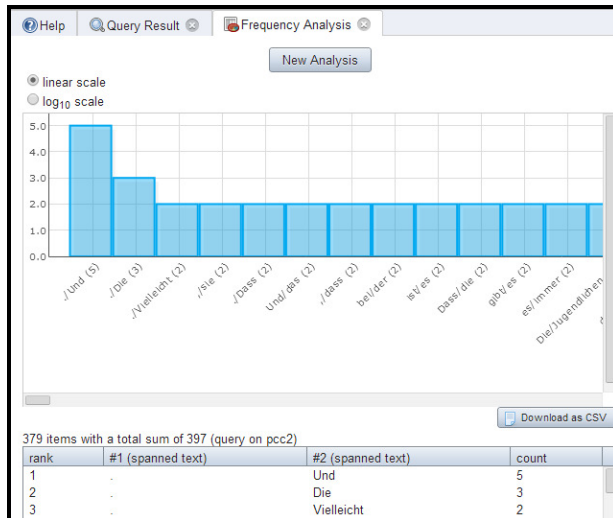 Help Query Result Frequency Analysis
New Analysis
linear scale
log10 scale
5.0
4.0
3.0
2.0
1.0
0.0
./Und (5)
./Die (3)
./Vielleicht (2)
,/sie (2)
./Dass (2)
Und/das (2)
,/dass (2)
bei/der (2)
ist/es (2)
Dass/die (2)
gibt/es (2)
es/immer (2)
Die/Jugendlichen
Download as CSV
379 items with a total sum of 397 (query on pcc2)
rank #1 (spanned text) #2 (spanned text) count
1 . Und 5
2 . Die 3
3 . Vielleicht 2